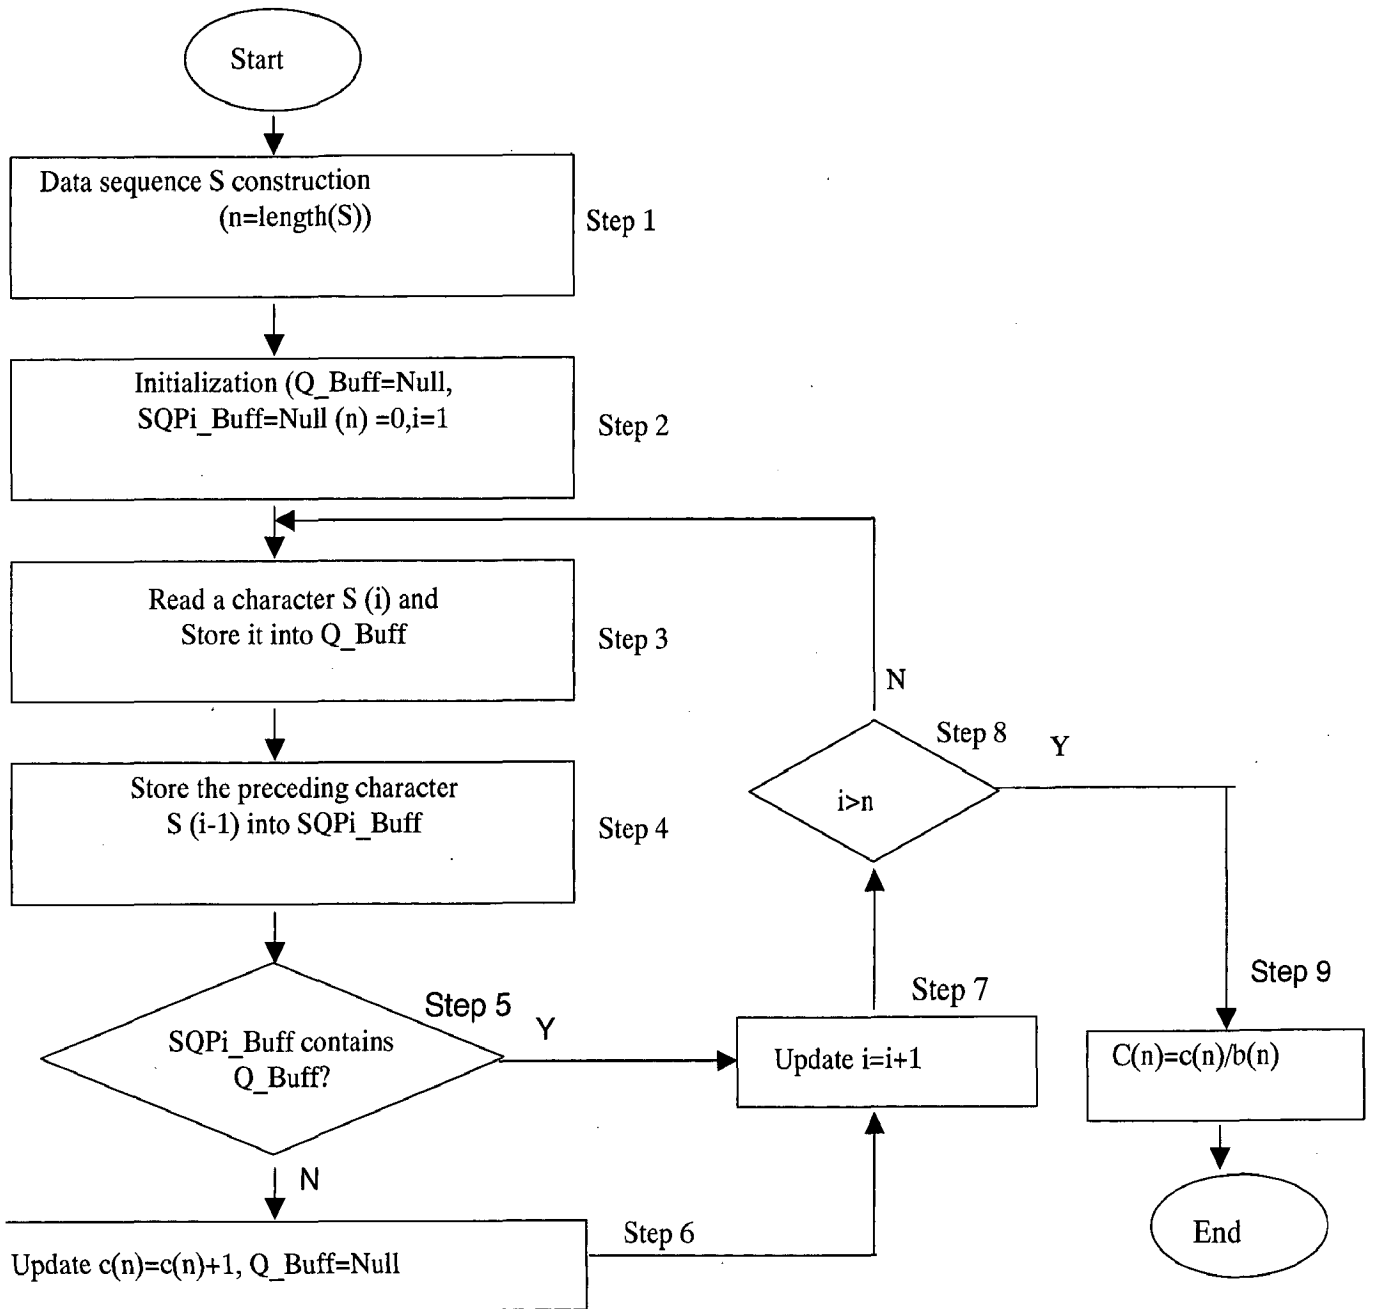 Start
Data sequence S construction
(n=length(S))
Step 1
Initialization (Q_Buff=Null,
SQPi_Buff=Null (n) =0,i=1
Step 2
Read a character S (i) and
Store it into Q_Buff
Step 3
Store the preceding character
S (i-1) into SQPi_Buff
Step 4
SQPi_Buff contains
Q_Buff?
Step 5
Y
N
Update c(n)=c(n)+1, Q_Buff=Null
Step 6
Update i=i+1
Step 7
i>n
Step 8
N
Y
Step 9
C(n)=c(n)/b(n)
End